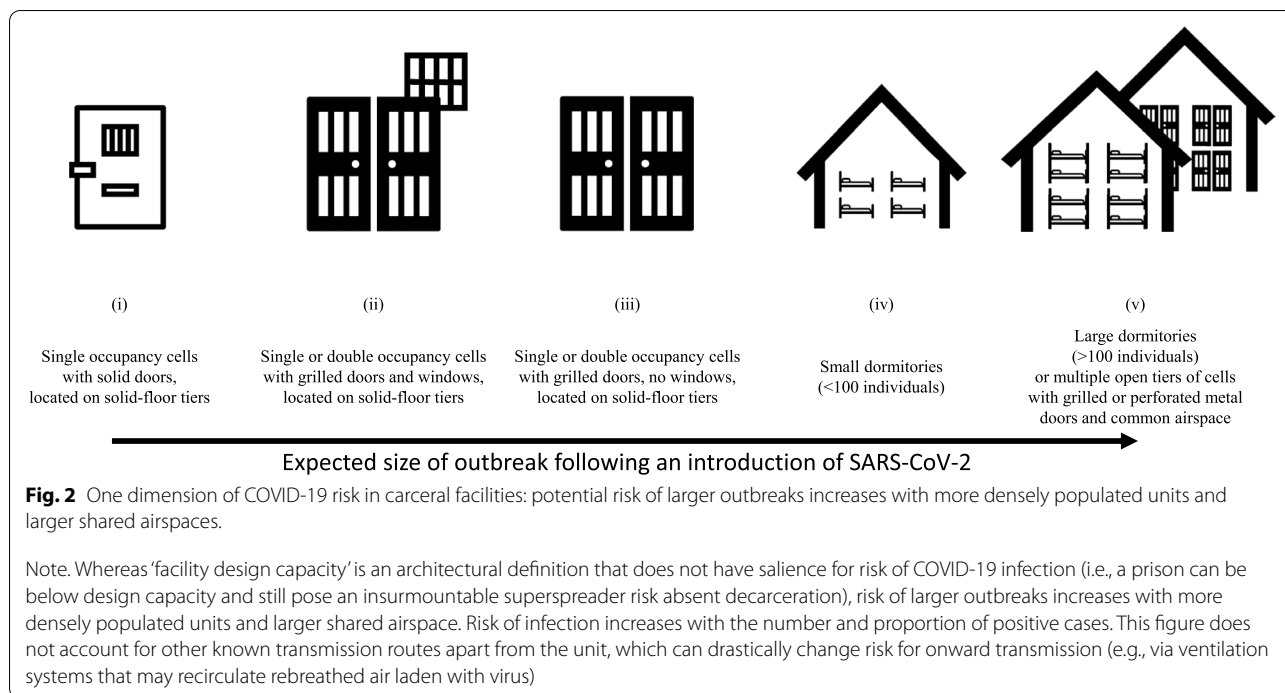 (i)
Single occupancy cells
with solid doors,
located on solid-floor tiers
(ii)
Single or double occupancy cells
with grilled doors and windows,
located on solid-floor tiers
(iii)
Single or double occupancy cells
with grilled doors, no windows,
located on solid-floor tiers
(iv)
Small dormitories
(<100 individuals)
(v)
Large dormitories
(>100 individuals)
or multiple open tiers of cells
with grilled or perforated metal
doors and common airspace
Expected size of outbreak following an introduction of SARS-CoV-2
Fig. 2 One dimension of COVID-19 risk in carceral facilities: potential risk of larger outbreaks increases with more densely populated units and
larger shared airspaces.
Note. Whereas ‘facility design capacity’ is an architectural definition that does not have salience for risk of COVID-19 infection (i.e., a prison can be
below design capacity and still pose an insurmountable superspreader risk absent decarceration), risk of larger outbreaks increases with more
densely populated units and larger shared airspace. Risk of infection increases with the number and proportion of positive cases. This figure does
not account for other known transmission routes apart from the unit, which can drastically change risk for onward transmission (e.g., via ventilation
systems that may recirculate rebreathed air laden with virus)